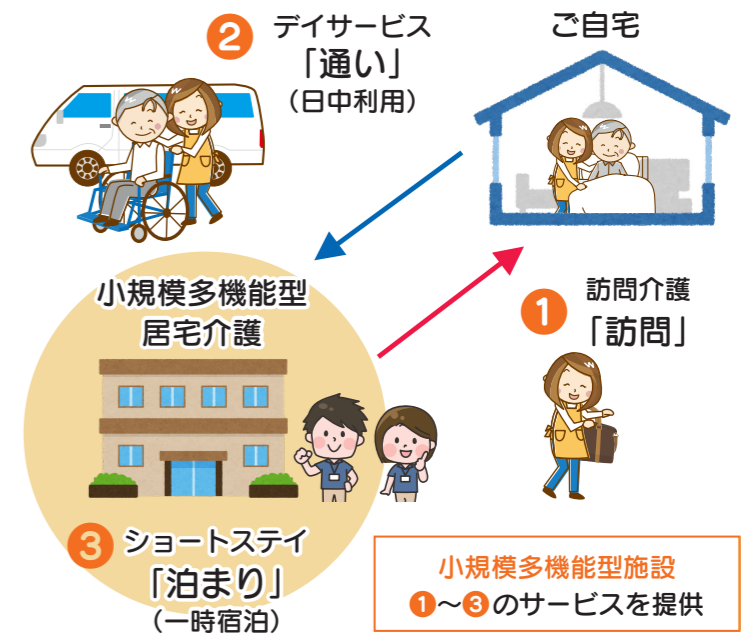 ❷
デイサービス
「通い」
（日中利用）
ご自宅
小規模多機能型
居宅介護
❶
訪問介護
「訪問」
❸
ショートステイ
「泊まり」
（一時宿泊）
小規模多機能型施設
❶〜❸のサービスを提供